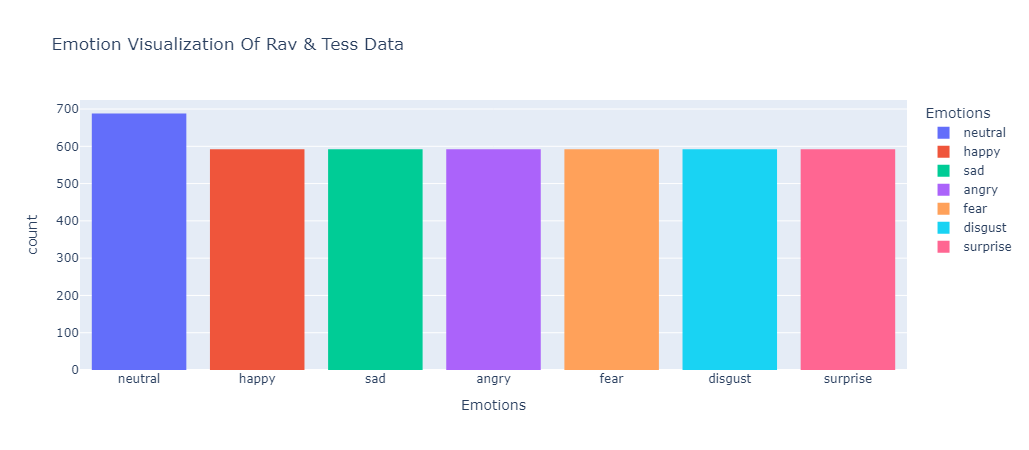 Emotion Visualization Of Rav & Tess Data
count
700
600
500
400
300
200
100
0
neutral happy sad angry fear disgust surprise
Emotions
Emotions
neutral
happy
sad
angry
fear
disgust
surprise